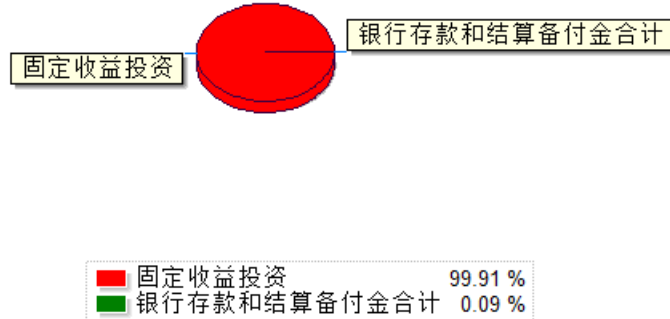 银行存款和结算备付金合计
固定收益投资
固定收益投资 99.91 %
银行存款和结算备付金合计 0.09 %